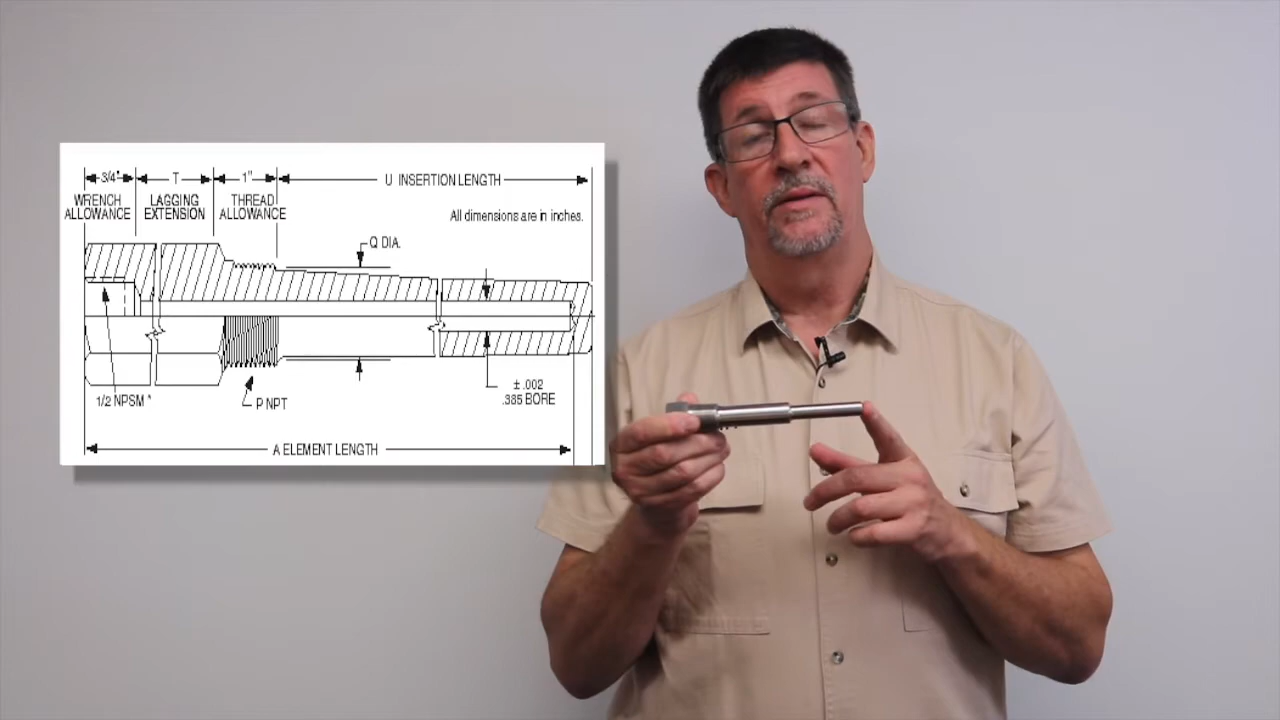 3/4"
T
1"
U INSERTION LENGTH
WRENCH
ALLOWANCE
LAGGING
EXTENSION
THREAD
ALLOWANCE
All dimensions are in inches.
Q DIA.
± .002
.385 BORE
1/2 NPSM *
P NPT
A ELEMENT LENGTH